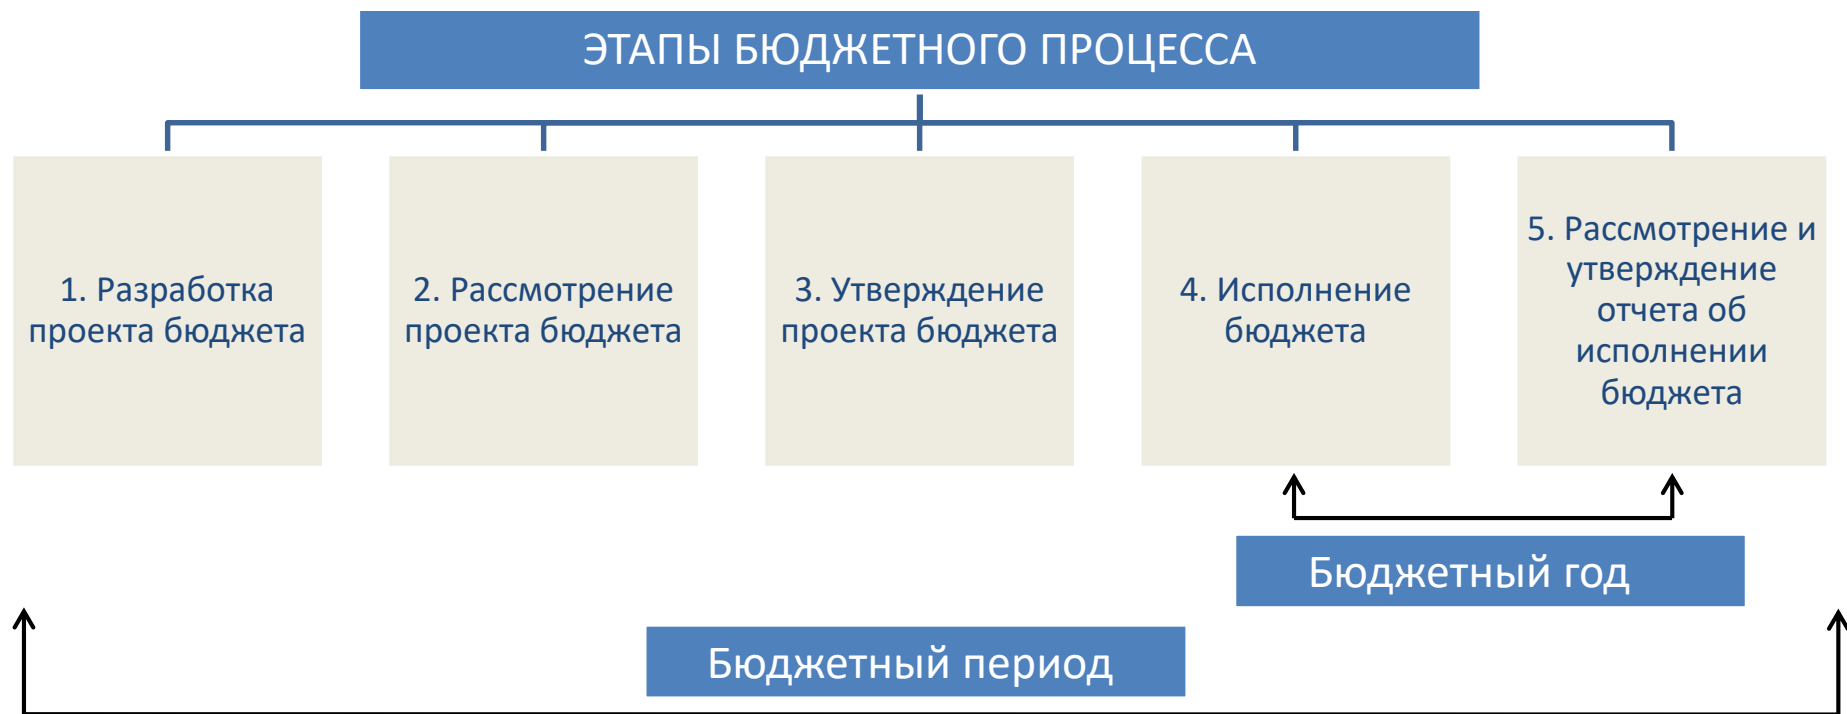 ЭТАПЫ БЮДЖЕТНОГО ПРОЦЕССА
1. Разработка
проекта бюджета
2. Рассмотрение
проекта бюджета
3. Утверждение
проекта бюджета
4. Исполнение
бюджета
5. Рассмотрение и
утверждение
отчета об
исполнении
бюджета
Бюджетный год
Бюджетный период